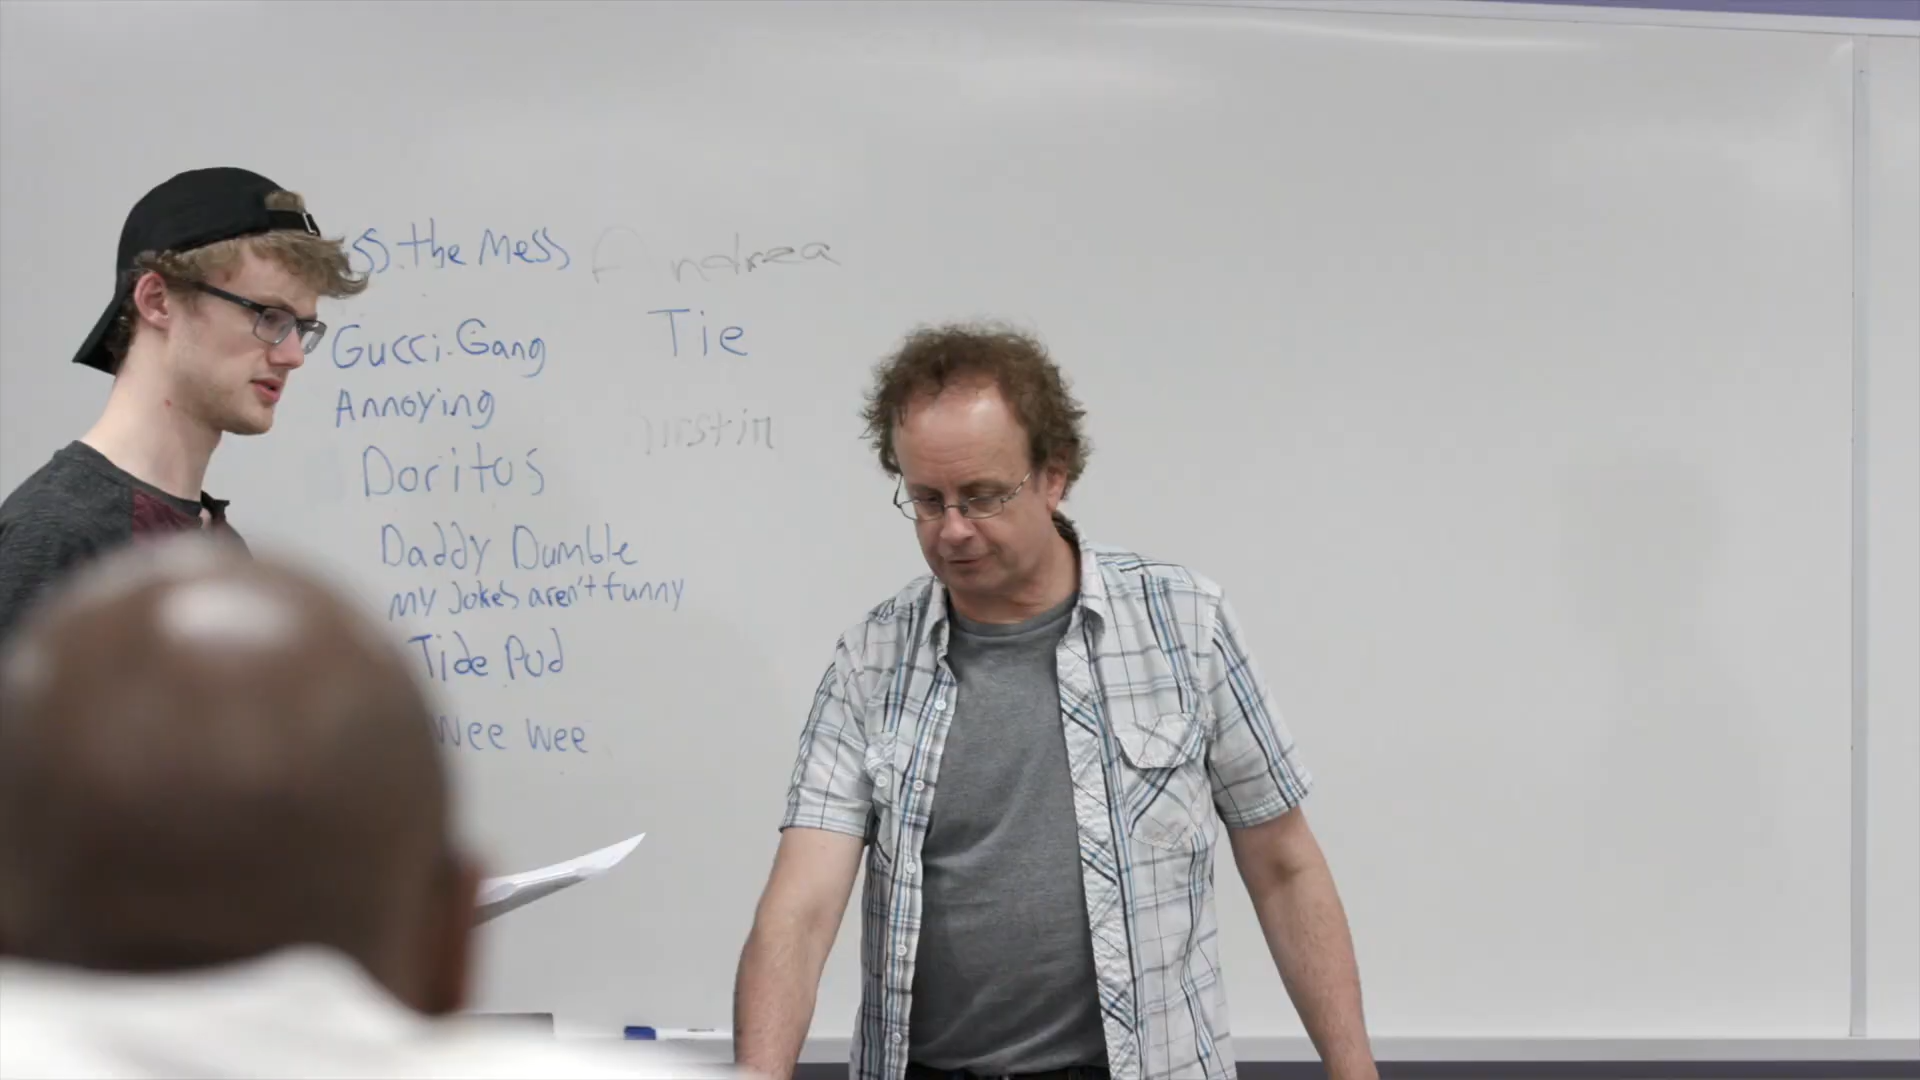 the Mess Andrea
Gucci.Gang Tie
Annoying
Doritos
Daddy Dumble
My Jokes aren't funny
Tide Pod
Wee Wee